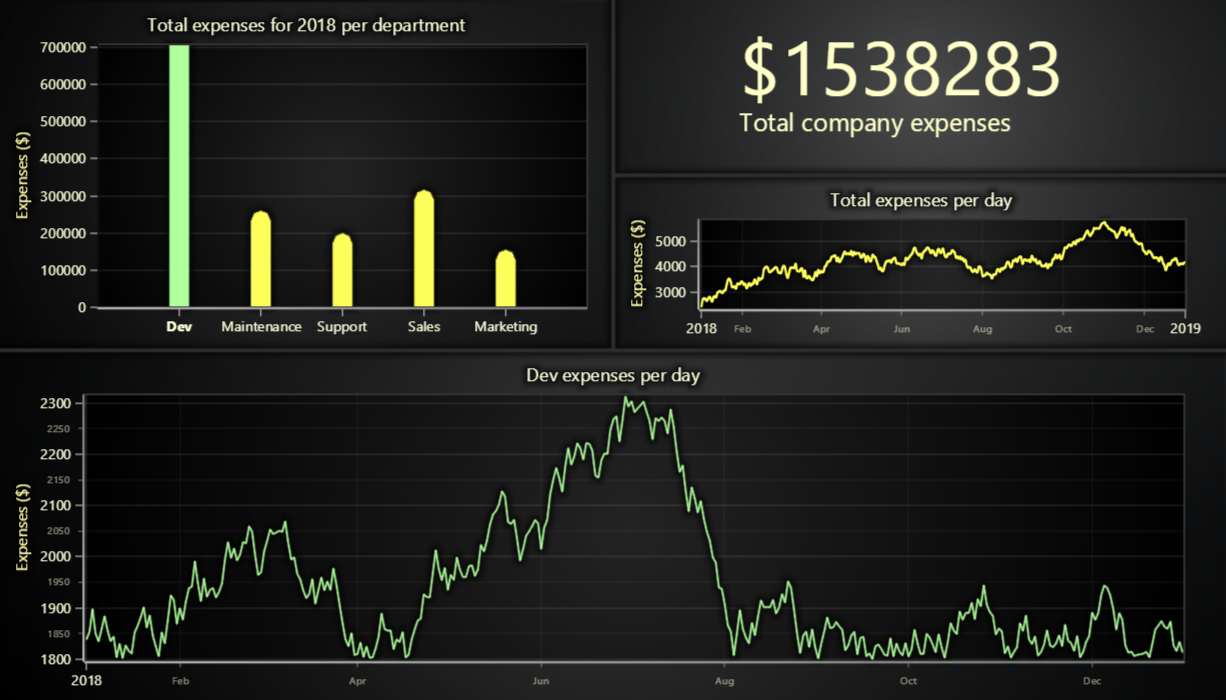 Total expenses for 2018 per department
Expenses ($)
700000
600000
500000
400000
300000
200000
100000
0
Dev Maintenance Support Sales Marketing
$1538283
Total company expenses
Total expenses per day
Expenses ($)
5000
4000
3000
2018 Feb Apr Jun Aug Oct Dec 2019
Dev expenses per day
Expenses ($)
2300
2250
2200
2150
2100
2050
2000
1950
1900
1850
1800
2018 Feb Apr Jun Aug Oct Dec